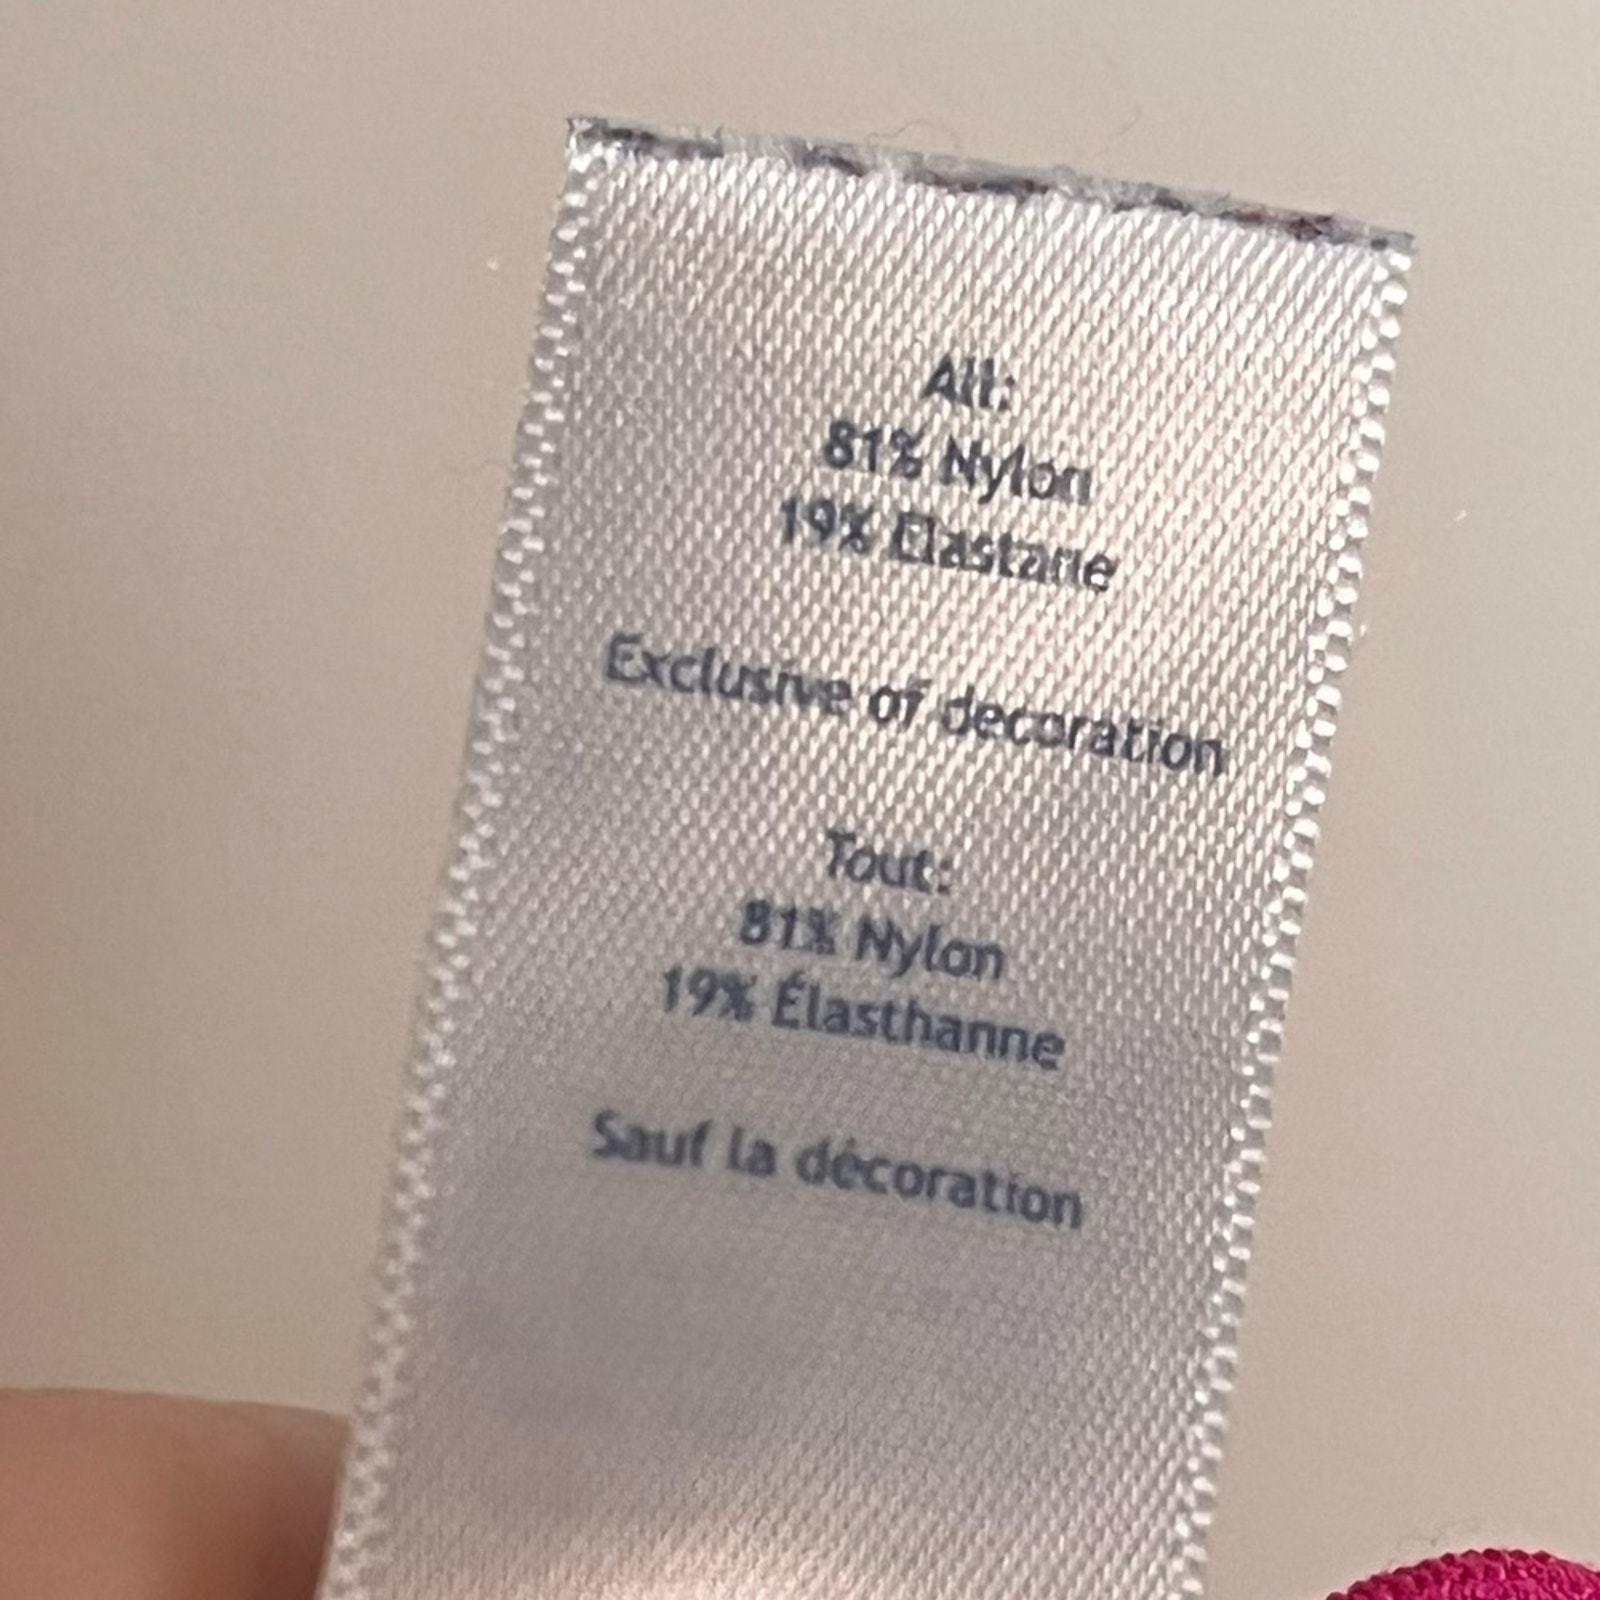 All:
81% Nylon
19% Elastane
Exclusive of decoration
Tout:
81% Nylon
19% Élasthanne
Sauf la décoration